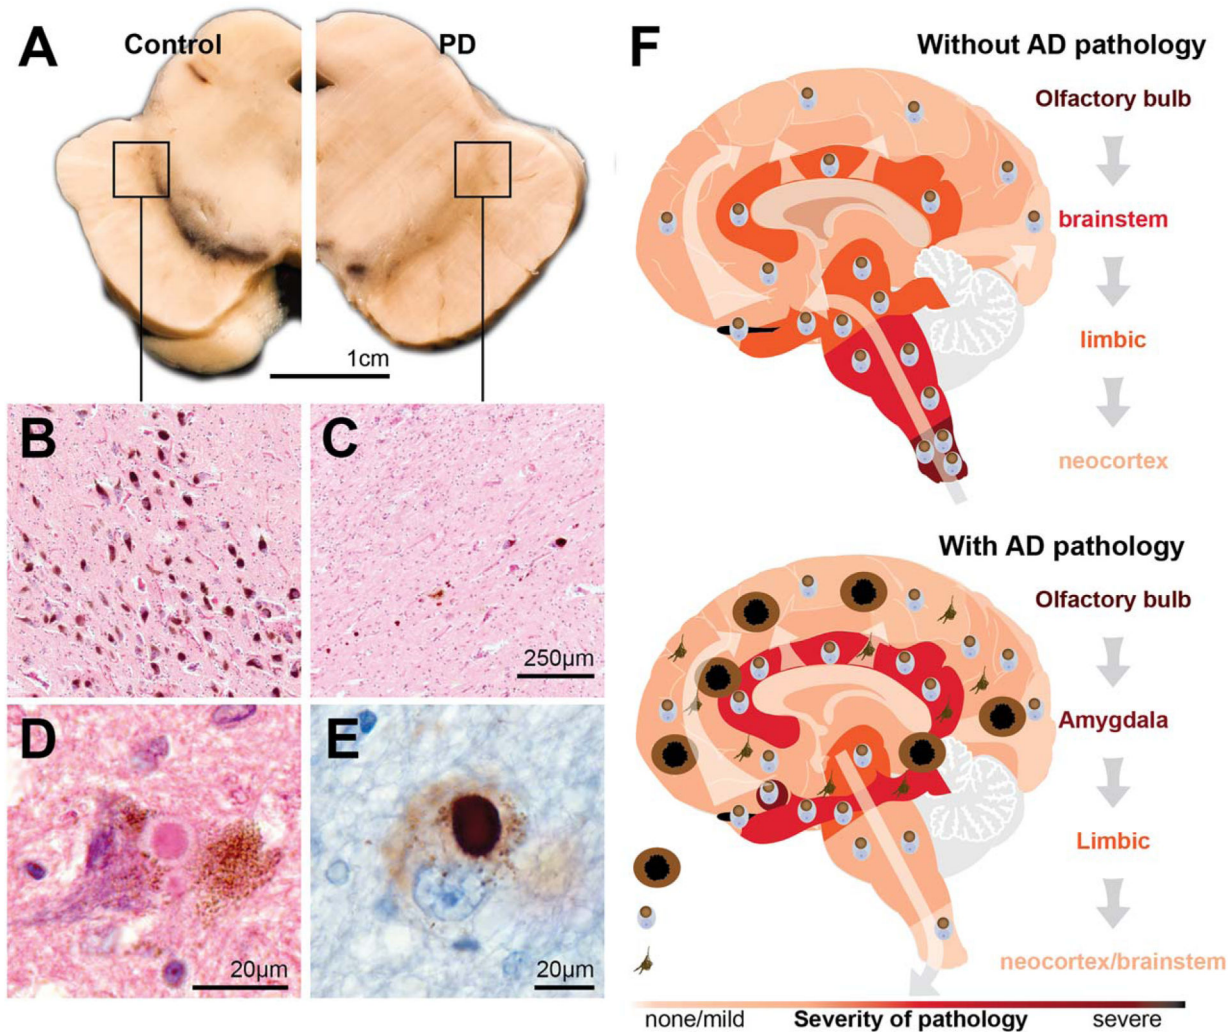 A
Control
PD
1cm
B
C
250µm
D
E
20µm
20µm
F
Without AD pathology
Olfactory bulb
brainstem
limbic
neocortex
With AD pathology
Olfactory bulb
Amygdala
Limbic
neocortex/brainstem
none/mild
Severity of pathology
severe